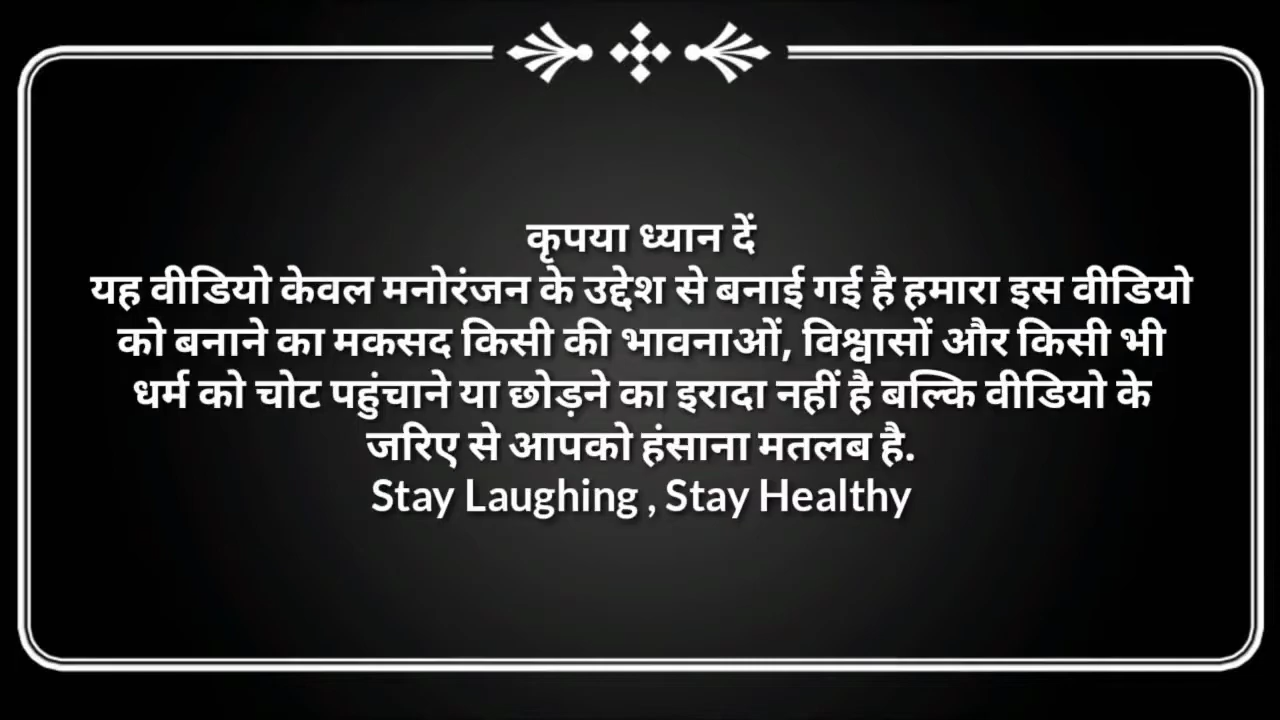 कृपया ध्यान दें
यह वीडियो केवल मनोरंजन के उद्देश से बनाई गई है हमारा इस वीडियो
को बनाने का मकसद किसी की भावनाओं, विश्वासों और किसी भी
धर्म को चोट पहुंचाने या छोड़ने का इरादा नहीं है बल्कि वीडियो के
जरिए से आपको हंसाना मतलब है.
Stay Laughing , Stay Healthy